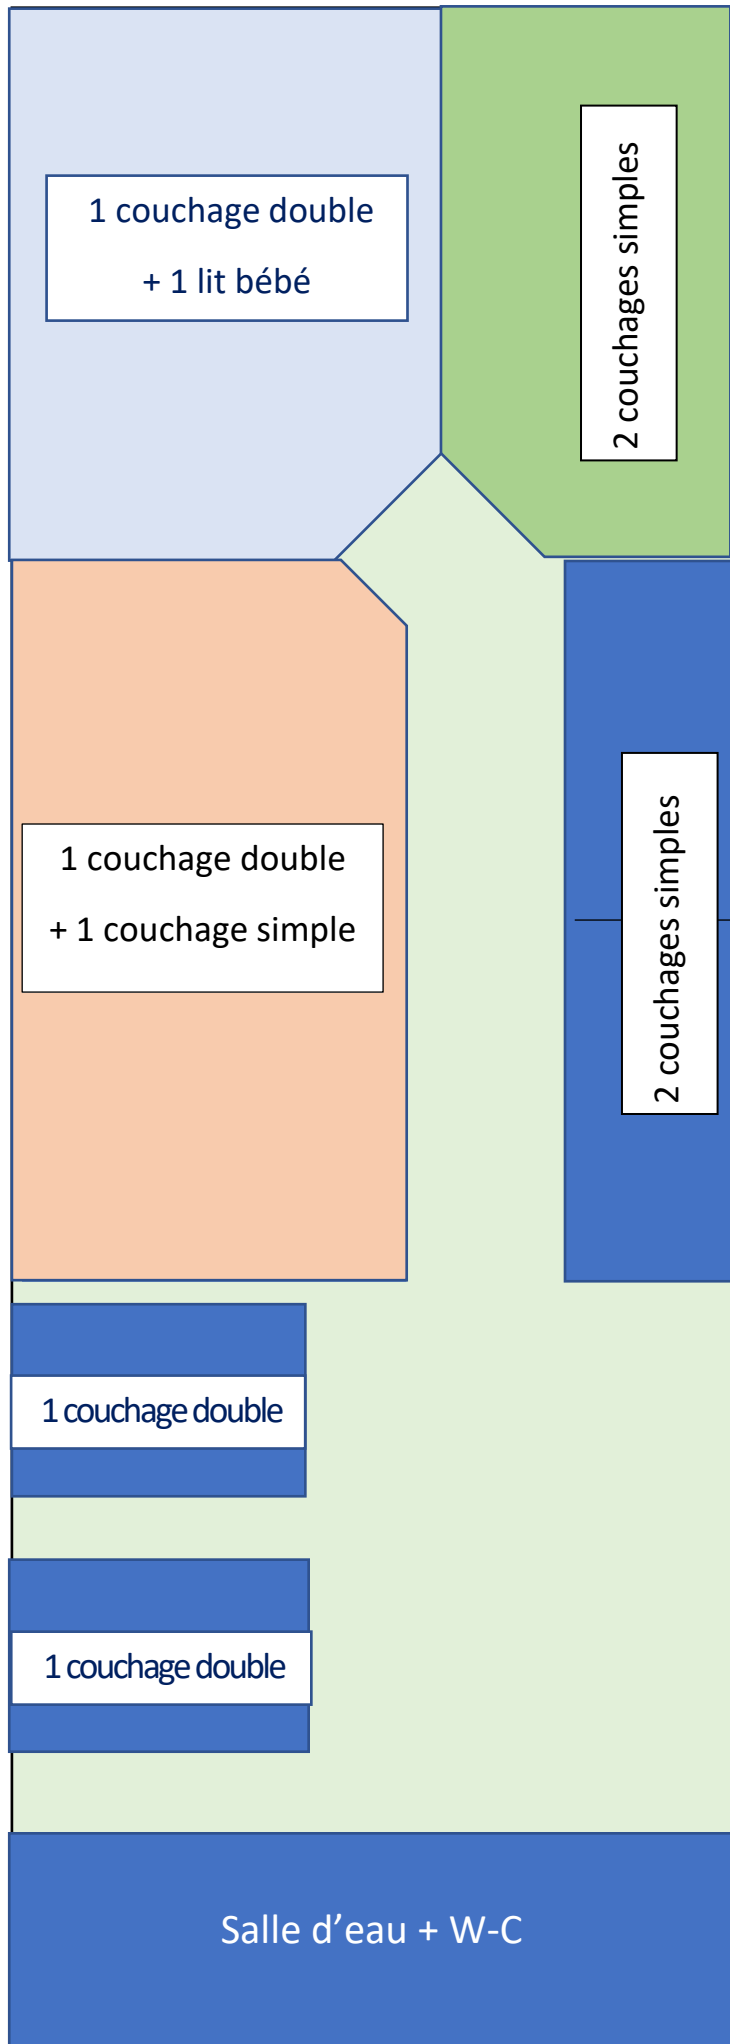 1 couchage double
+ 1 lit bébé
2 couchages simples
1 couchage double
+ 1 couchage simple
2 couchages simples
1 couchage double
1 couchage double
Salle d’eau + W-C